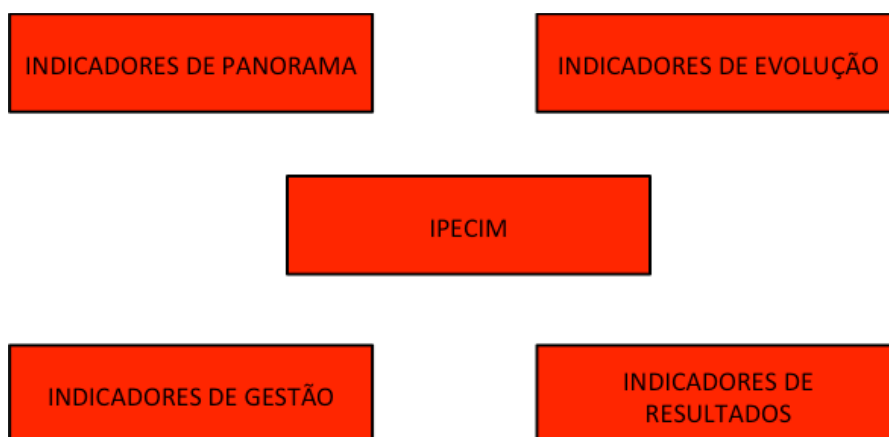 INDICADORES DE PANORAMA
INDICADORES DE EVOLUÇÃO
IPECIM
INDICADORES DE GESTÃO
INDICADORES DE
RESULTADOS